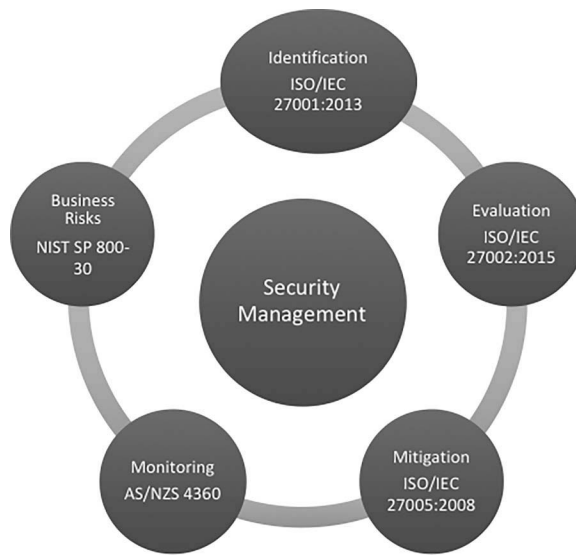 Identification
ISO/IEC
27001:2013
Evaluation
ISO/IEC
27002:2015
Mitigation
ISO/IEC
27005:2008
Monitoring
AS/NZS 4360
Business
Risks
NIST SP 800-
30
Security
Management